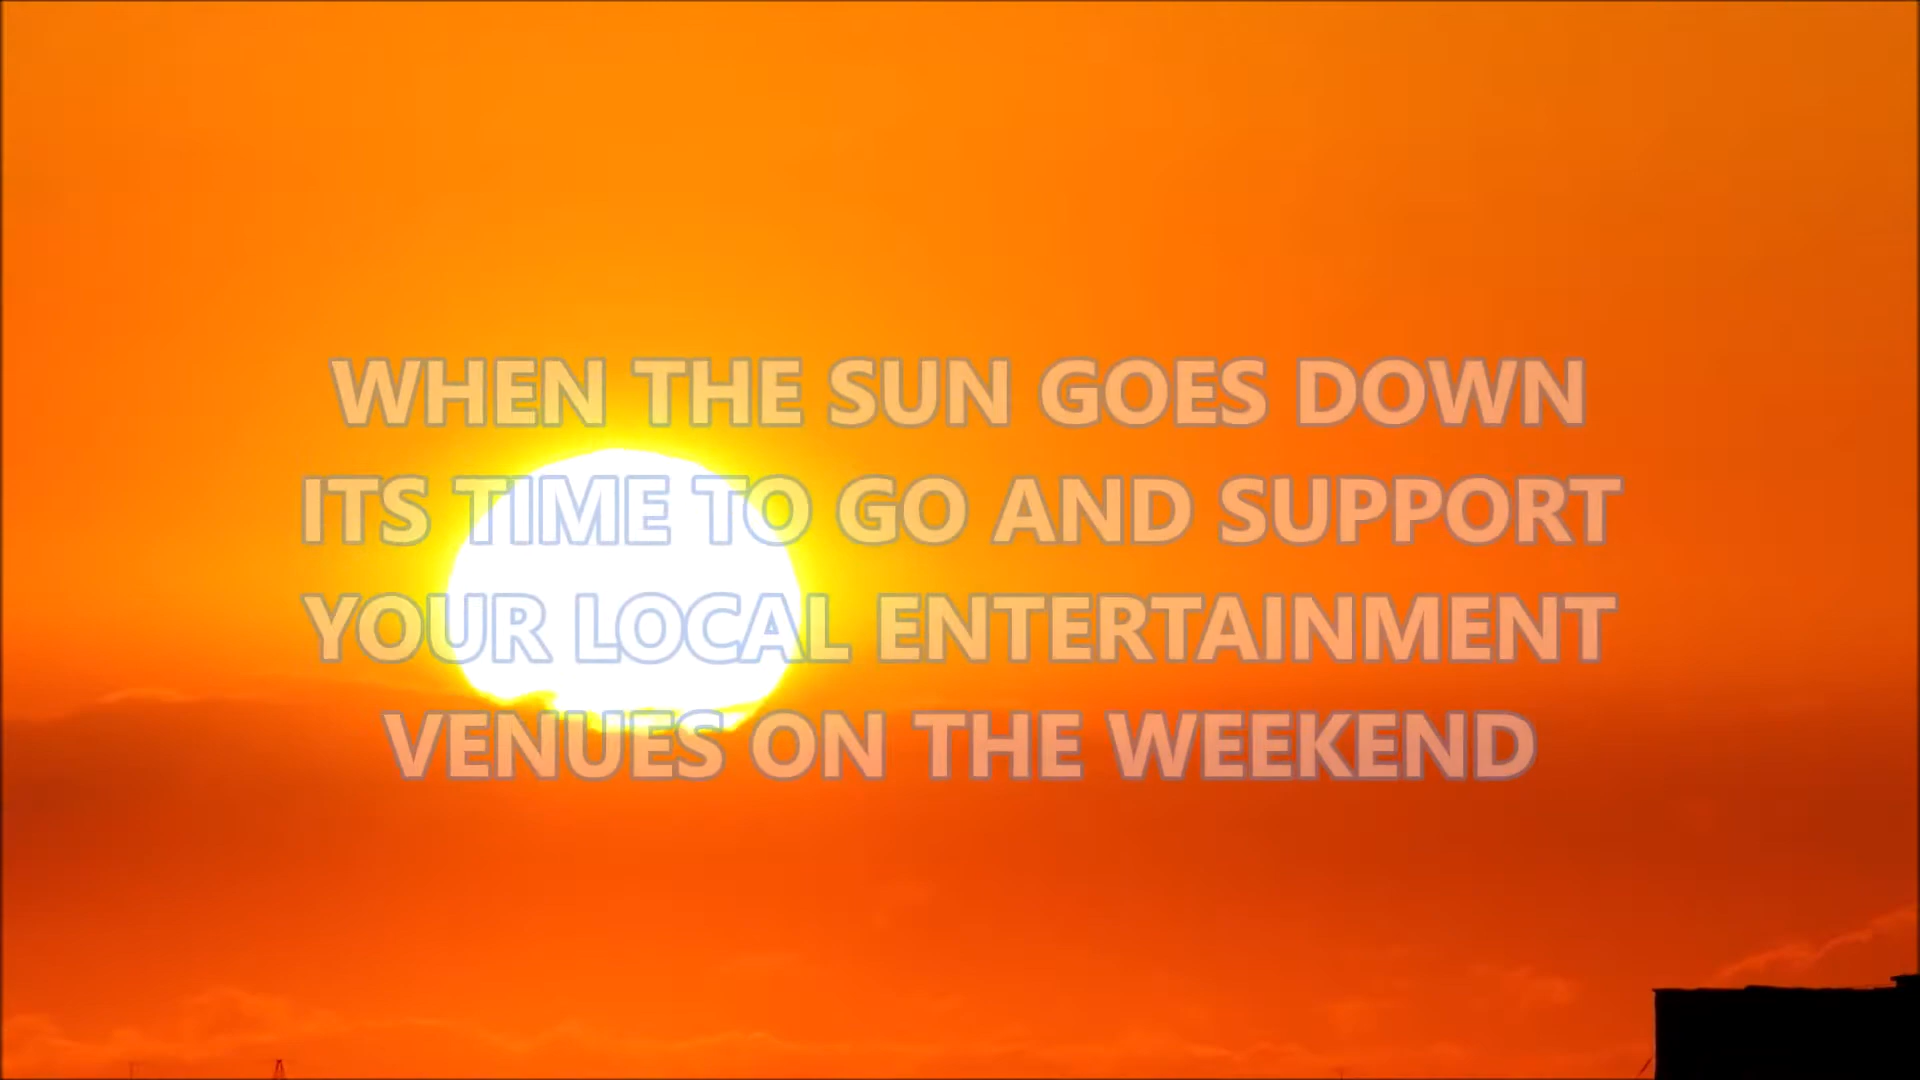 WHEN THE SUN GOES DOWN
ITS TIME TO GO AND SUPPORT
YOUR LOCAL ENTERTAINMENT
VENUES ON THE WEEKEND